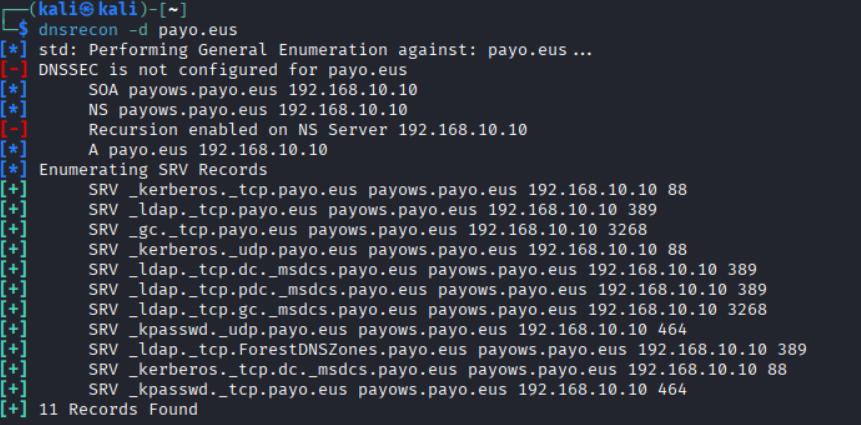 ┌──(kali㉿kali)-[~]
└─$ dnsrecon -d payo.eus
[*] std: Performing General Enumeration against: payo.eus...
[-] DNSSEC is not configured for payo.eus
[*] SOA payows.payo.eus 192.168.10.10
[*] NS payows.payo.eus 192.168.10.10
[-] Recursion enabled on NS Server 192.168.10.10
[*] A payo.eus 192.168.10.10
[*] Enumerating SRV Records
[+] SRV _kerberos._tcp.payo.eus payows.payo.eus 192.168.10.10 88
[+] SRV _ldap._tcp.payo.eus payows.payo.eus 192.168.10.10 389
[+] SRV _gc._tcp.payo.eus payows.payo.eus 192.168.10.10 3268
[+] SRV _kerberos._udp.payo.eus payows.payo.eus 192.168.10.10 88
[+] SRV _ldap._tcp.dc._msdcs.payo.eus payows.payo.eus 192.168.10.10 389
[+] SRV _ldap._tcp.pdc._msdcs.payo.eus payows.payo.eus 192.168.10.10 389
[+] SRV _ldap._tcp.gc._msdcs.payo.eus payows.payo.eus 192.168.10.10 3268
[+] SRV _kpasswd._udp.payo.eus payows.payo.eus 192.168.10.10 464
[+] SRV _ldap._tcp.ForestDNSZones.payo.eus payows.payo.eus 192.168.10.10 389
[+] SRV _kerberos._tcp.dc._msdcs.payo.eus payows.payo.eus 192.168.10.10 88
[+] SRV _kpasswd._tcp.payo.eus payows.payo.eus 192.168.10.10 464
[+] 11 Records Found